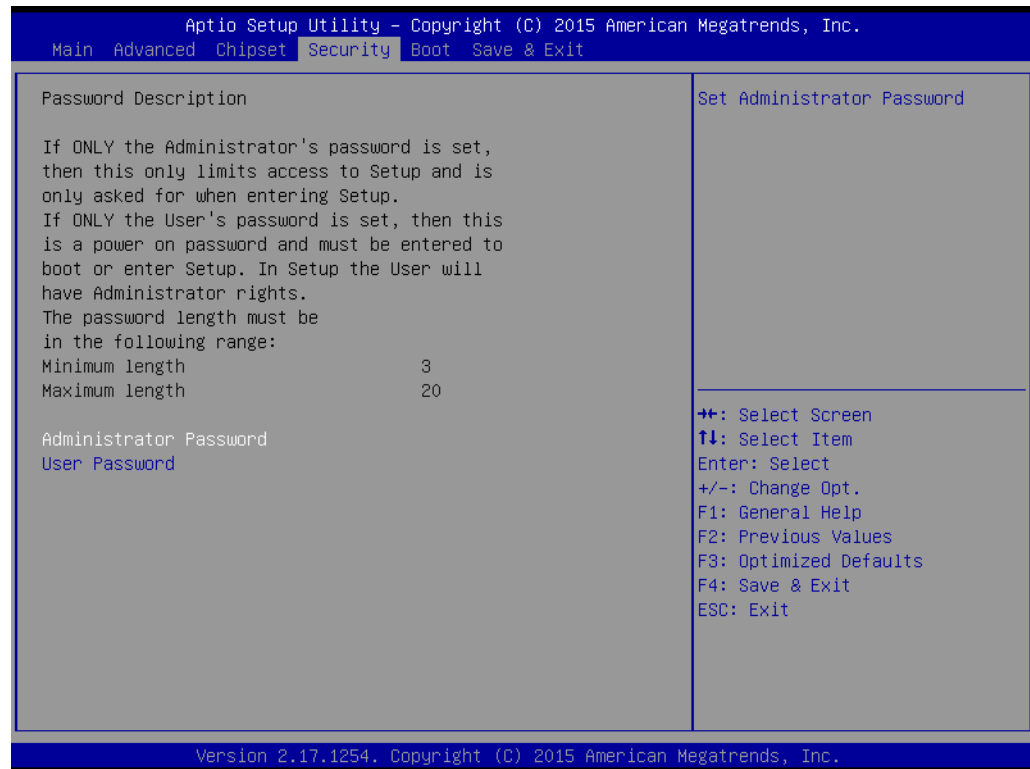 Aptio Setup Utility – Copyright (C) 2015 American Megatrends, Inc.
Main Advanced Chipset Security Boot Save & Exit
Password Description
If ONLY the Administrator's password is set,
then this only limits access to Setup and is
only asked for when entering Setup.
If ONLY the User's password is set, then this
is a power on password and must be entered to
boot or enter Setup. In Setup the User will
have Administrator rights.
The password length must be
in the following range:
Minimum length 3
Maximum length 20
Administrator Password
User Password
Set Administrator Password
→←: Select Screen
↑↓: Select Item
Enter: Select
+/-: Change Opt.
F1: General Help
F2: Previous Values
F3: Optimized Defaults
F4: Save & Exit
ESC: Exit
Version 2.17.1254. Copyright (C) 2015 American Megatrends, Inc.